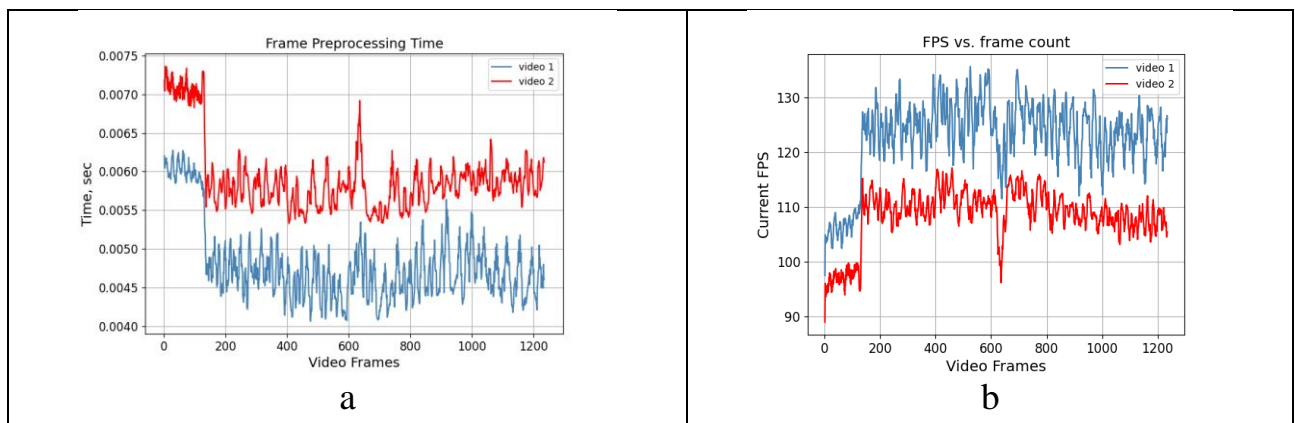 Frame Preprocessing Time
0.0075
0.0070
0.0065
0.0060
0.0055
0.0050
0.0045
0.0040
Time, sec
video 1
video 2
0 200 400 600 800 1000 1200
Video Frames
a
FPS vs. frame count
130
120
110
100
90
Current FPS
video 1
video 2
0 200 400 600 800 1000 1200
Video Frames
b